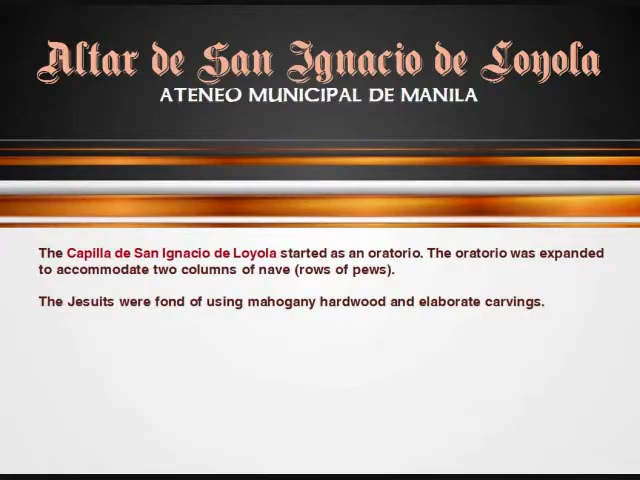 Altar de San Ignacio de Loyola
ATENEO MUNICIPAL DE MANILA
The Capilla de San Ignacio de Loyola started as an oratorio. The oratorio was expanded
to accommodate two columns of nave (rows of pews).
The Jesuits were fond of using mahogany hardwood and elaborate carvings.